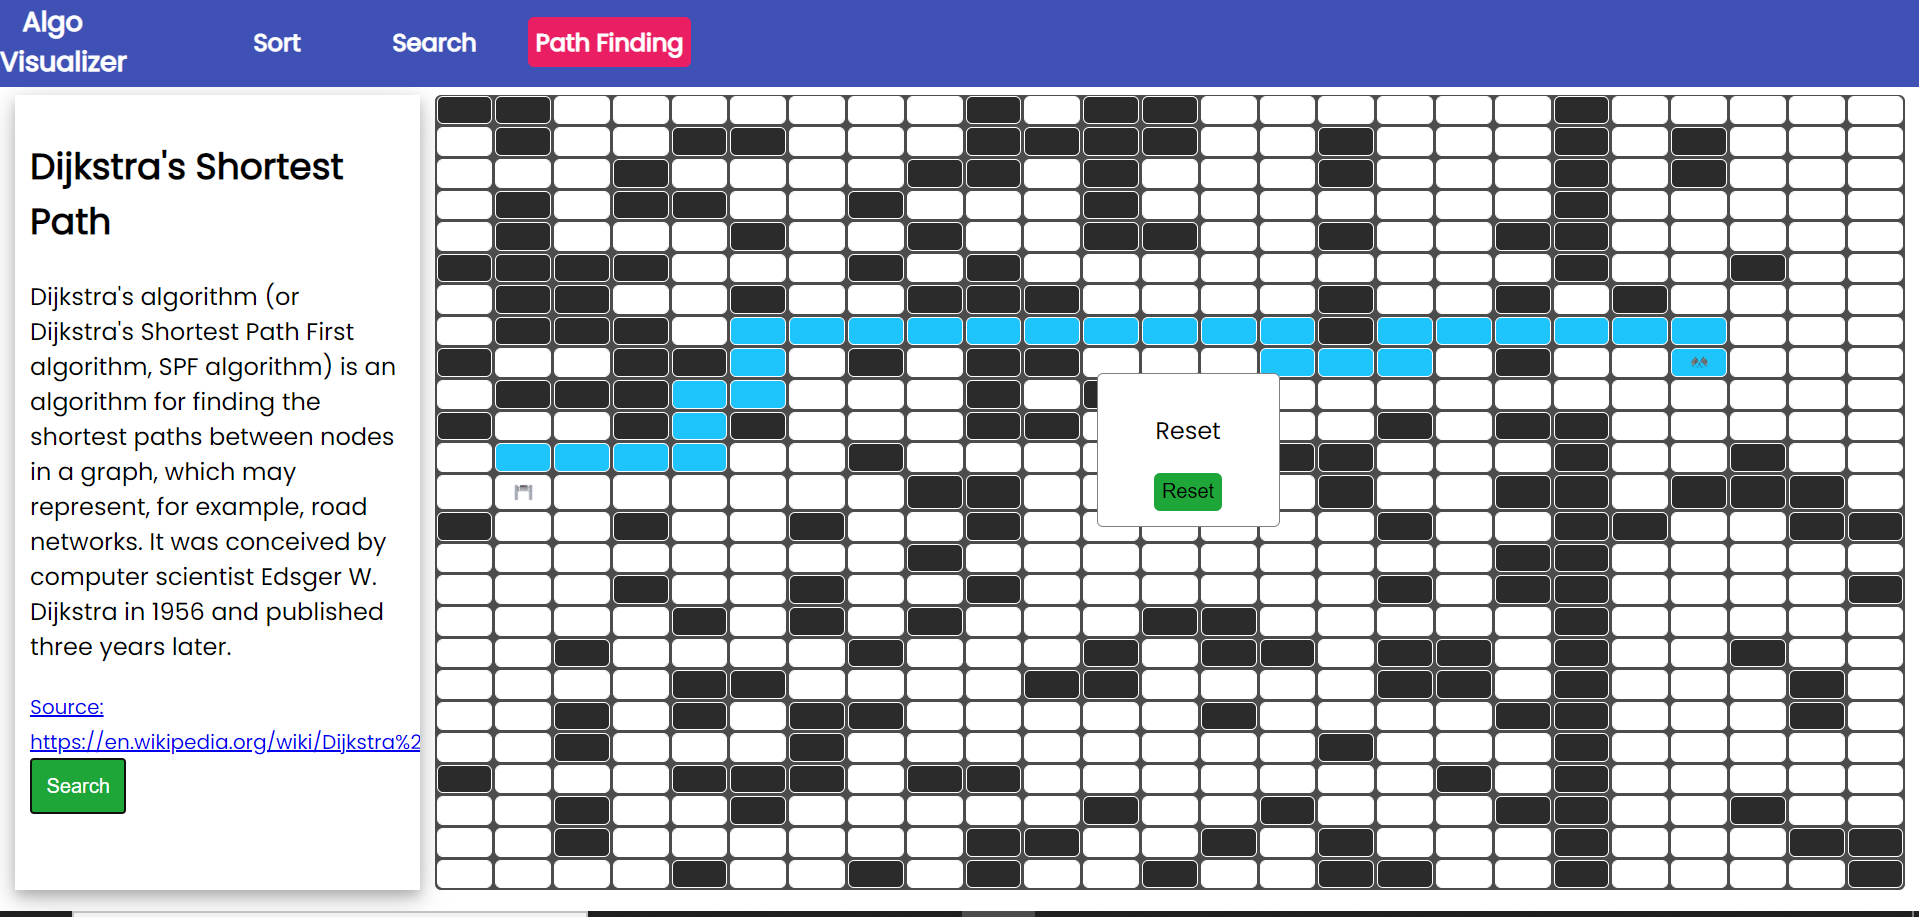 Algo
Visualizer
Sort
Search
Path Finding
Dijkstra's Shortest
Path
Dijkstra's algorithm (or
Dijkstra's Shortest Path First
algorithm, SPF algorithm) is an
algorithm for finding the
shortest paths between nodes
in a graph, which may
represent, for example, road
networks. It was conceived by
computer scientist Edsger W.
Dijkstra in 1956 and published
three years later.
Source:
https://en.wikipedia.org/wiki/Dijkstra%2
Search
Reset
Reset